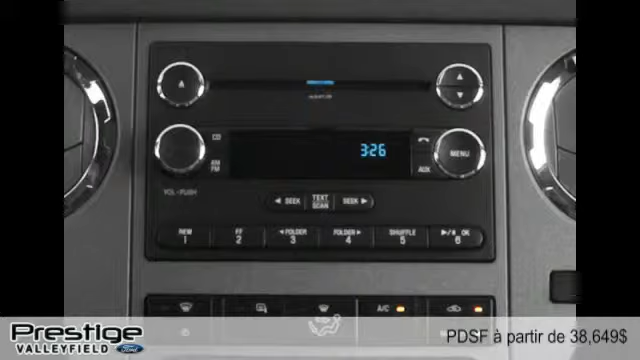 3:26
CD
MENU
AM
FM
AUX
VOL - PUSH
◄ SEEK TEXT SCAN SEEK ►
REW FF ◄ FOLDER FOLDER ► SHUFFLE ►/II OK
1 2 3 4 5 6
A/C
Prestige
VALLEYFIELD Ford
PDSF à partir de 38,649$